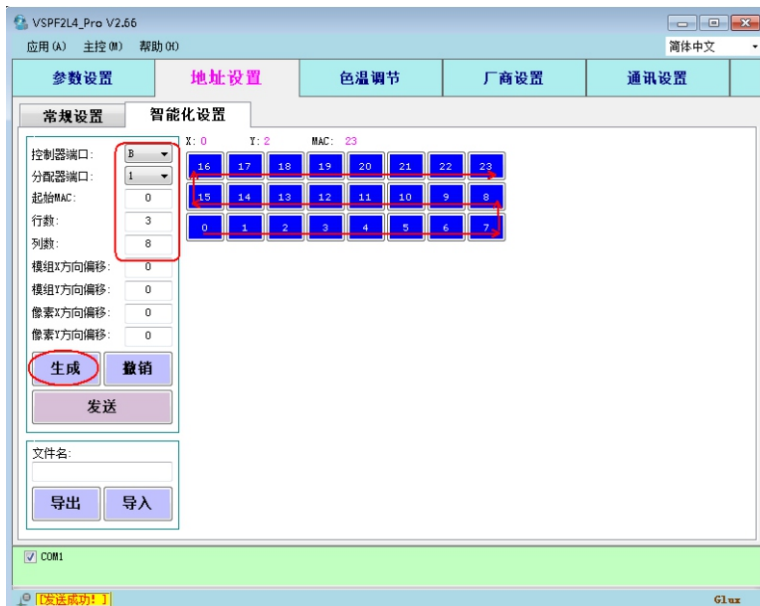 VSPF2L4_Pro V2.66
应用(A) 主控(M) 帮助(H)
简体中文
参数设置 地址设置 色温调节 厂商设置 通讯设置
常规设置 智能化设置
X: 0 Y: 2 MAC: 23
控制器端口: B
分配器端口: 1
起始MAC: 0
行数: 3
列数: 8
模组X方向偏移: 0
模组Y方向偏移: 0
像素X方向偏移: 0
像素Y方向偏移: 0
生成 撤销
发送
文件名:
导出 导入
16 17 18 19 20 21 22 23
15 14 13 12 11 10 9 8
0 1 2 3 4 5 6 7
COM1
[发送成功! ]
Glux